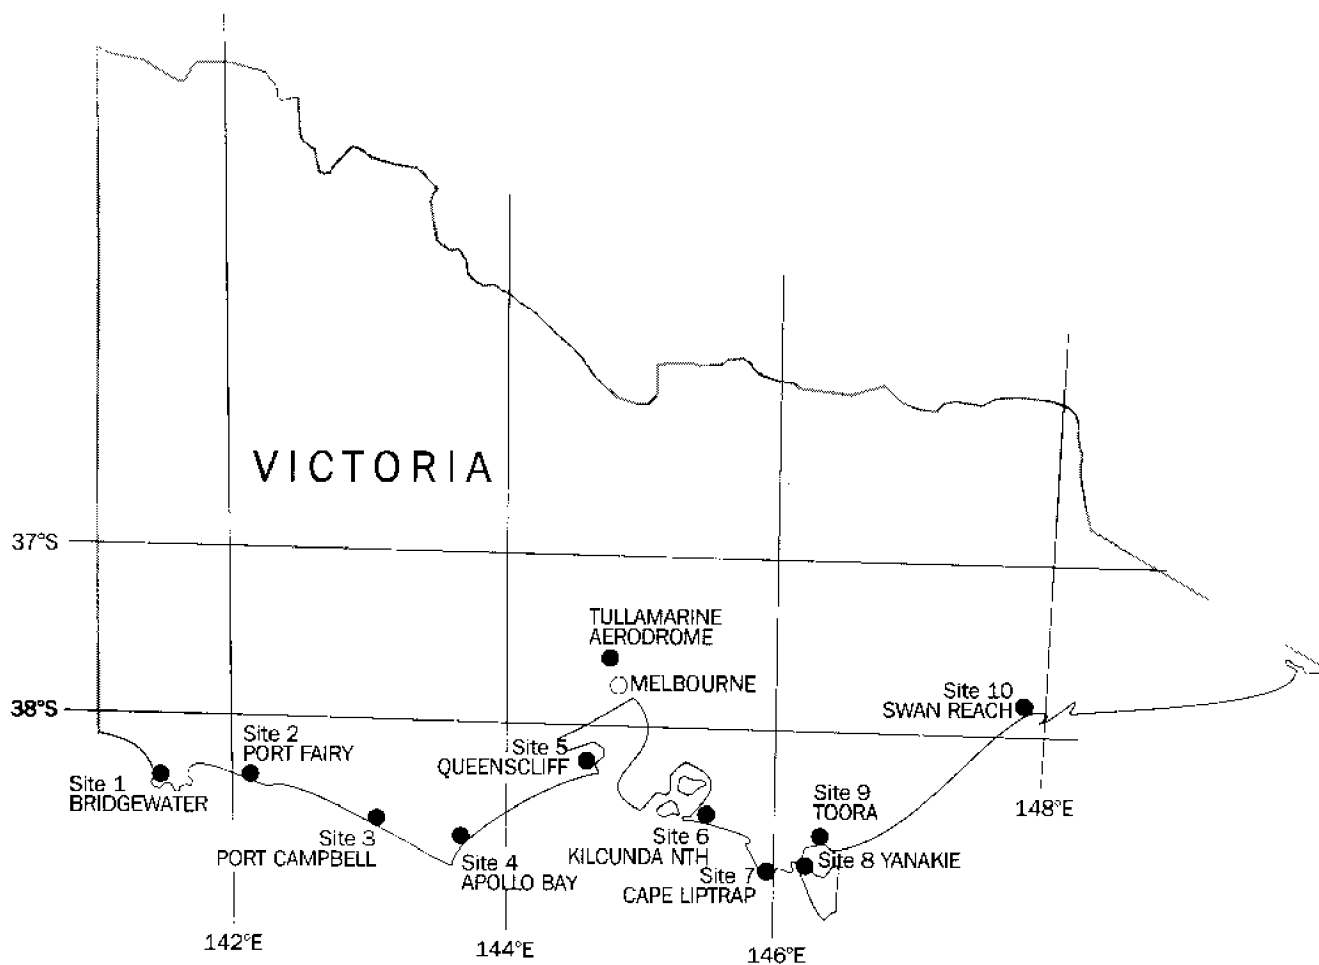 VICTORIA
37°S
TULLAMARINE
AERODROME
MELBOURNE
38°S
Site 10
SWAN REACH
Site 2
PORT FAIRY
Site 5
QUEENSCLIFF
Site 1
BRIDGEWATER
Site 9
TOORA
148°E
Site 3
PORT CAMPBELL
Site 4
APOLLO BAY
Site 6
KILCUNDA NTH
Site 7
CAPE LIPTRAP
Site 8 YANAKIE
142°E
144°E
146°E